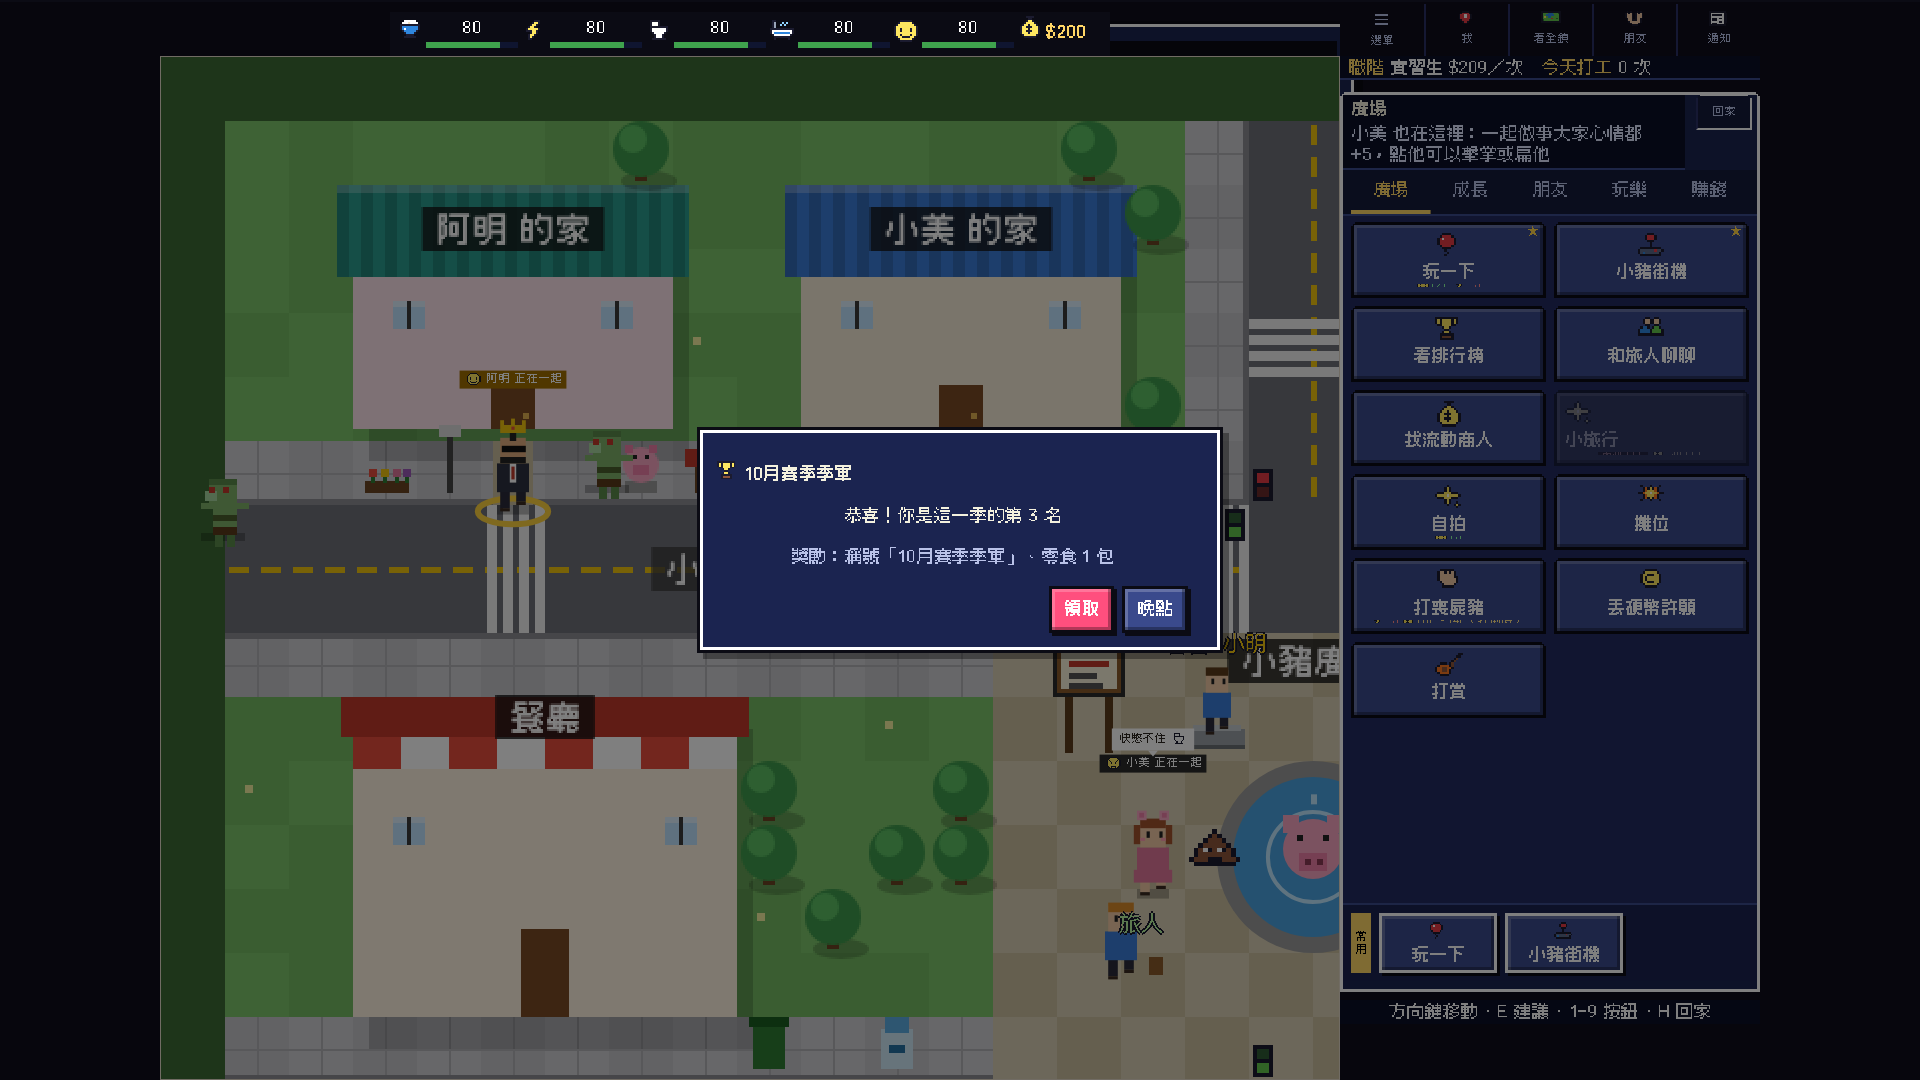 80
80
80
80
80
$200
選單
我
看全鎮
朋友
通知
職階 實習生 $209／次 今天打工 0 次
廣場
回家
小美 也在這裡：一起做事大家心情都
+5，點他可以擊掌或扁他
廣場
成長
朋友
玩樂
賺錢
玩一下
小豬街機
看排行榜
和旅人聊聊
找流動商人
小旅行
自拍
攤位
打喪屍豬
丟硬幣許願
打賞
常用
玩一下
小豬街機
方向鍵移動 · E 建議 · 1-9 按鈕 · H 回家
阿明 的家
小美 的家
阿明 正在一起
10月賽季季軍
恭喜！你是這一季的第 3 名
獎勵：稱號「10月賽季季軍」、零食 1 包
領取
晚點
小
小明
小豬廣
餐廳
快憋不住
小美 正在一起
旅人